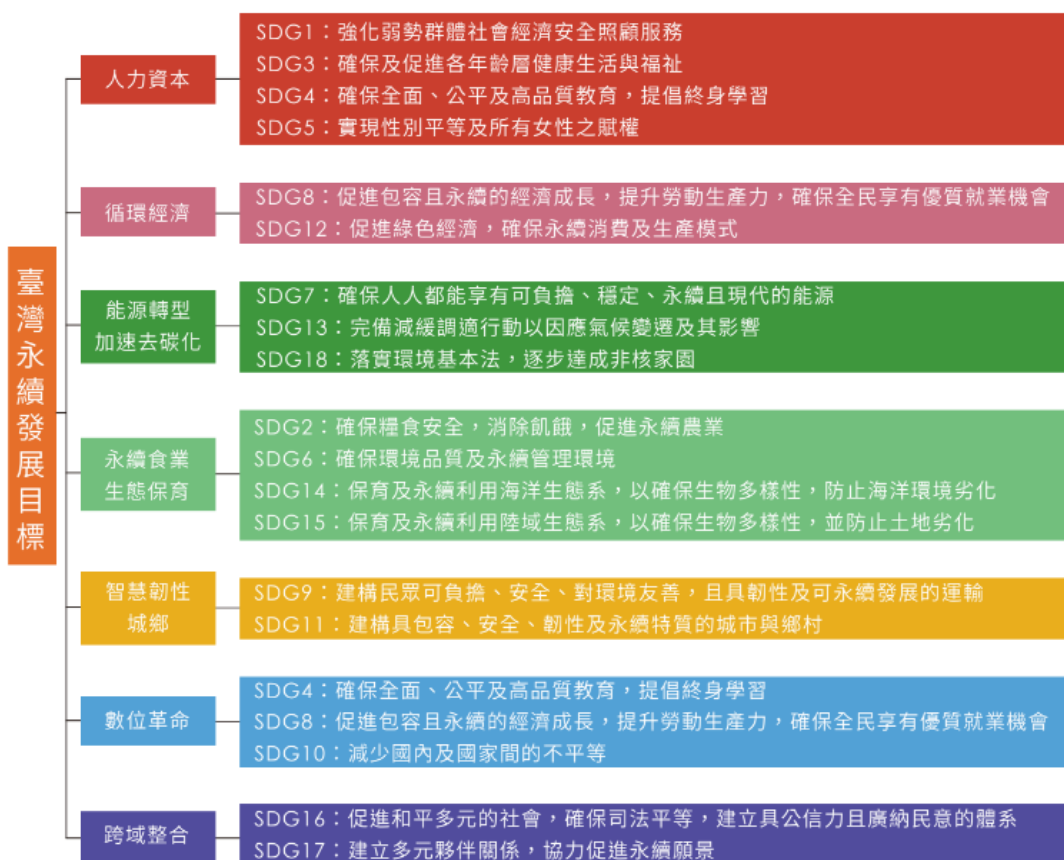 臺灣永續發展目標
人力資本
SDG1：強化弱勢群體社會經濟安全照顧服務
SDG3：確保及促進各年齡層健康生活與福祉
SDG4：確保全面、公平及高品質教育，提倡終身學習
SDG5：實現性別平等及所有女性之賦權
循環經濟
SDG8：促進包容且永續的經濟成長，提升勞動生產力，確保全民享有優質就業機會
SDG12：促進綠色經濟，確保永續消費及生產模式
能源轉型
加速去碳化
SDG7：確保人人都能享有可負擔、穩定、永續且現代的能源
SDG13：完備減緩調適行動以因應氣候變遷及其影響
SDG18：落實環境基本法，逐步達成非核家園
永續食業
生態保育
SDG2：確保糧食安全，消除飢餓，促進永續農業
SDG6：確保環境品質及永續管理環境
SDG14：保育及永續利用海洋生態系，以確保生物多樣性，防止海洋環境劣化
SDG15：保育及永續利用陸域生態系，以確保生物多樣性，並防止土地劣化
智慧韌性
城鄉
SDG9：建構民眾可負擔、安全、對環境友善，且具韌性及可永續發展的運輸
SDG11：建構具包容、安全、韌性及永續特質的城市與鄉村
數位革命
SDG4：確保全面、公平及高品質教育，提倡終身學習
SDG8：促進包容且永續的經濟成長，提升勞動生產力，確保全民享有優質就業機會
SDG10：減少國內及國家間的不平等
跨域整合
SDG16：促進和平多元的社會，確保司法平等，建立具公信力且廣納民意的體系
SDG17：建立多元夥伴關係，協力促進永續願景